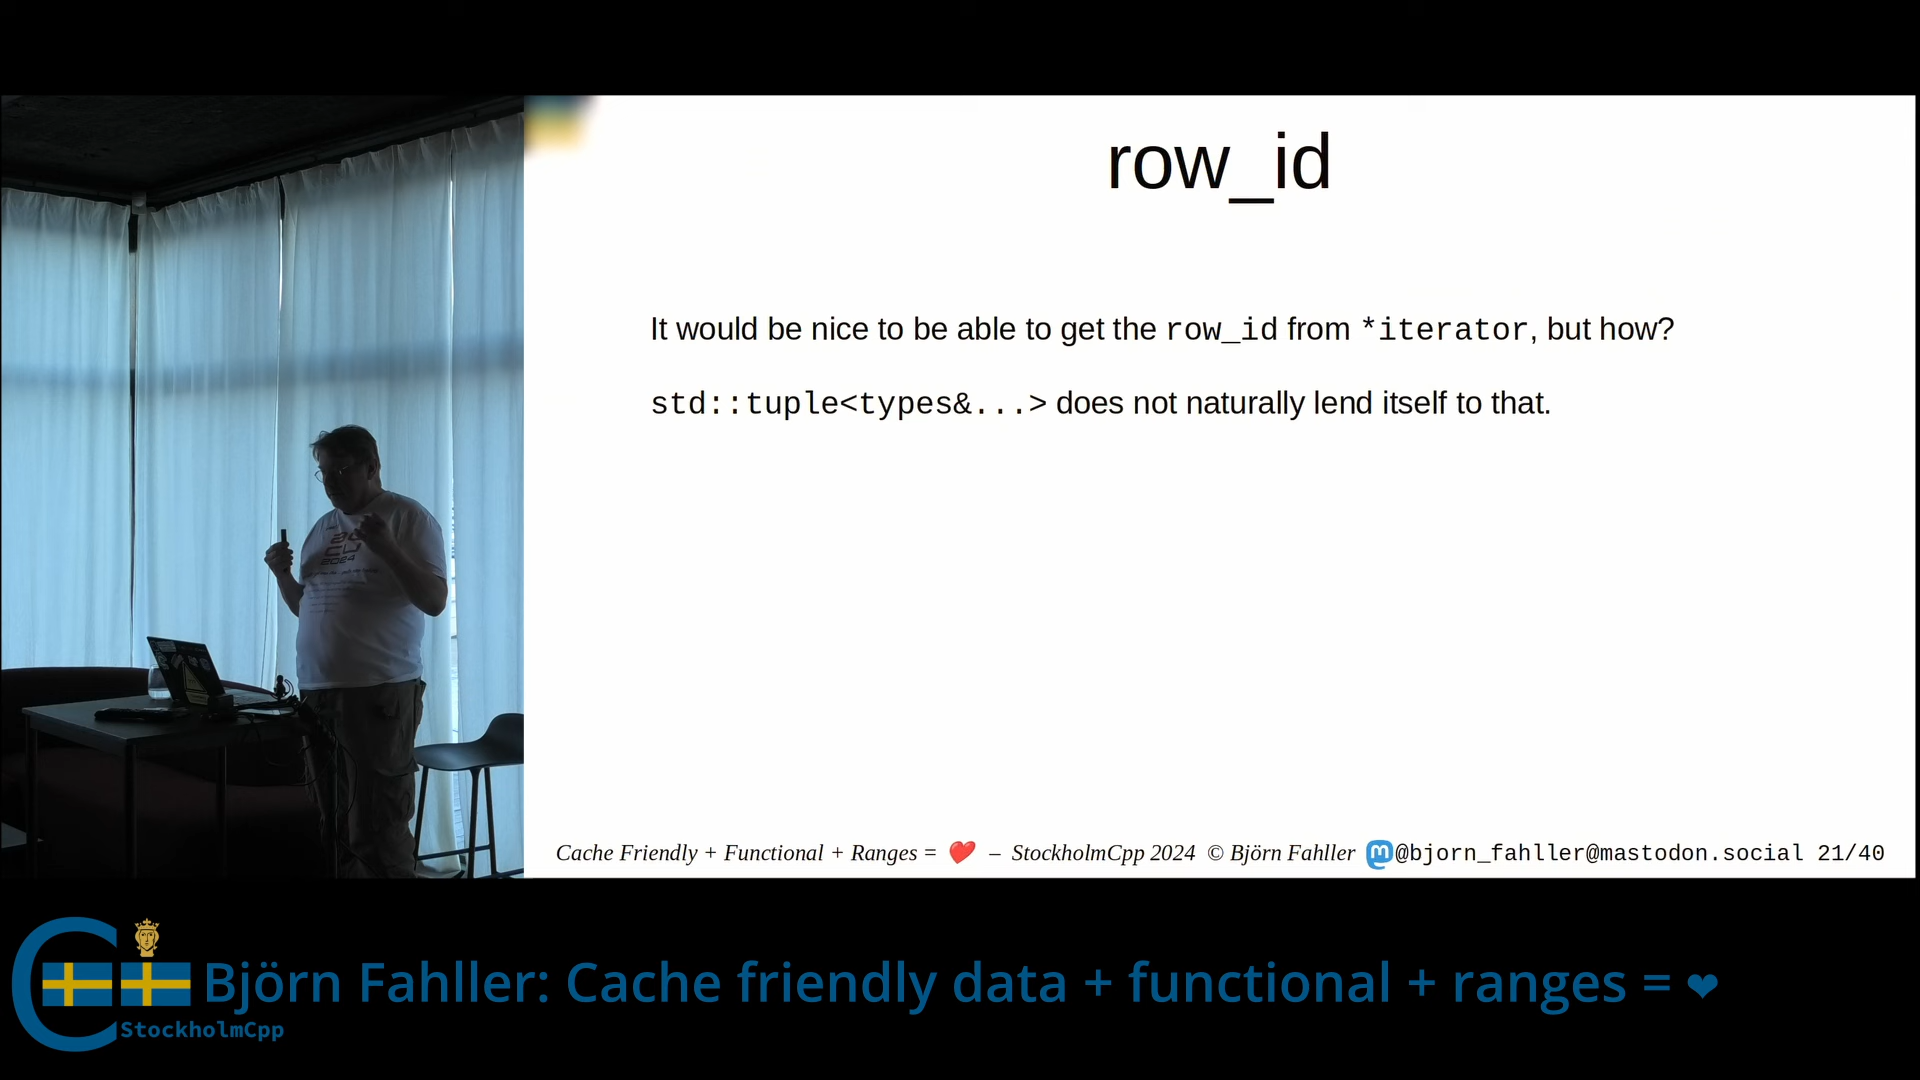 row_id
It would be nice to be able to get the row_id from *iterator, but how?
std::tuple<types&...> does not naturally lend itself to that.
Cache Friendly + Functional + Ranges = ❤️ – StockholmCpp 2024 © Björn Fahller @bjorn_fahller@mastodon.social 21/40
accu
2024
Björn Fahller: Cache friendly data + functional + ranges = ❤
StockholmCpp